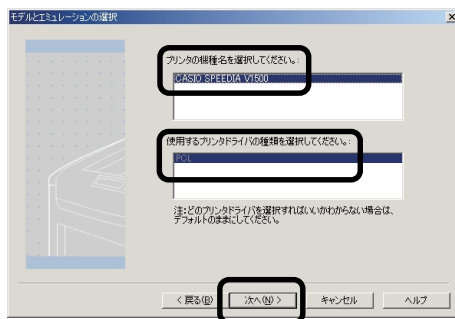 モデルとエミュレーションの選択
プリンタの機種名を選択してください。:
CASIO SPEEDIA V1500
使用するプリンタドライバの種類を選択してください。:
PCL
注:どのプリンタドライバを選択すればいいかわからない場合は、
デフォルトのままにしてください。
< 戻る(B) 次へ(N) > キャンセル ヘルプ